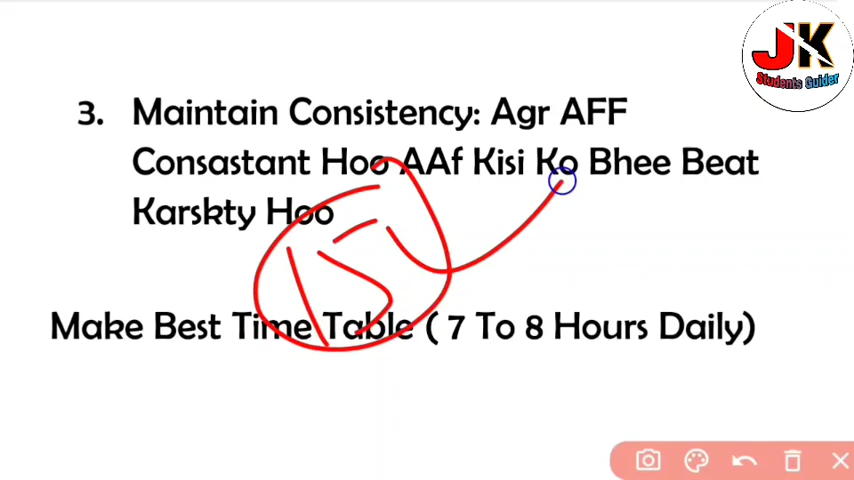 JK
Students Guider
3. Maintain Consistency: Agr AFF
Consastant Hoo AAf Kisi Ko Bhee Beat
Karskty Hoo
15
Make Best Time Table ( 7 To 8 Hours Daily)